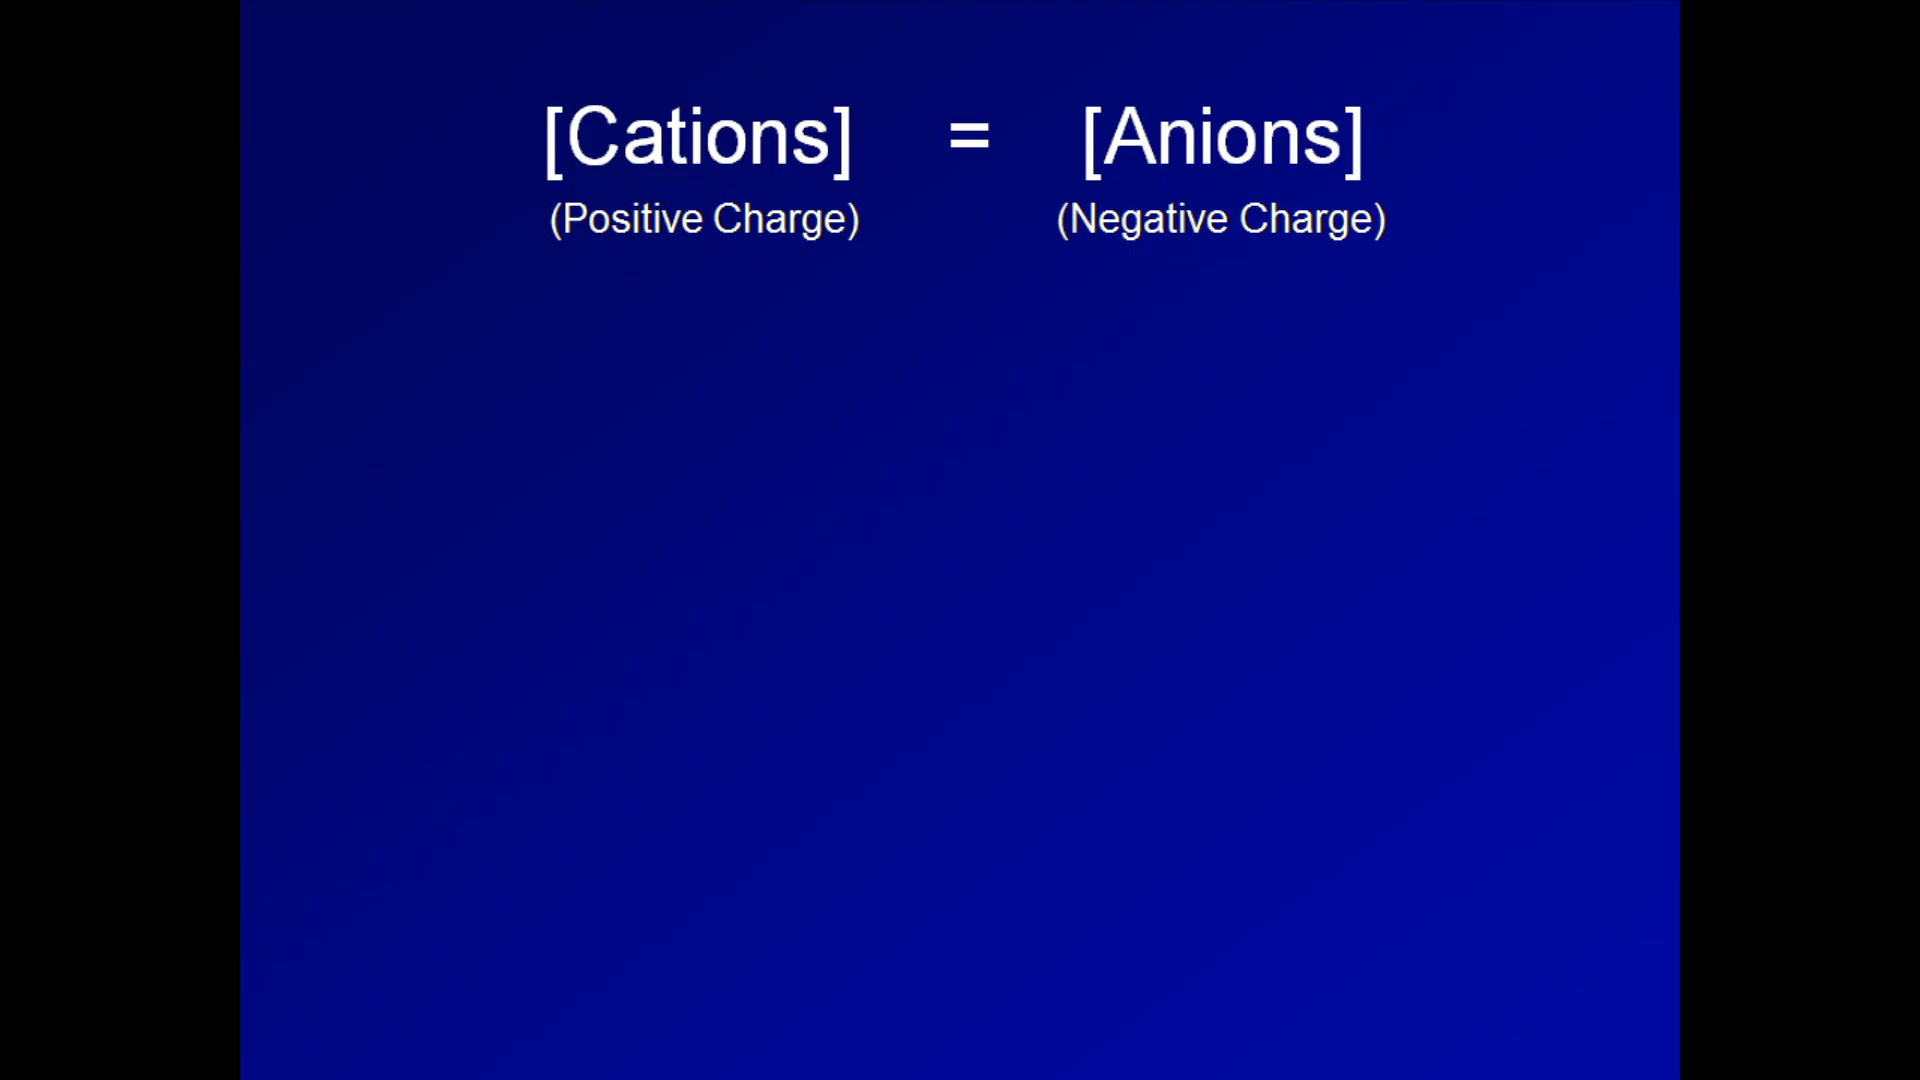 [Cations] = [Anions]
(Positive Charge) (Negative Charge)